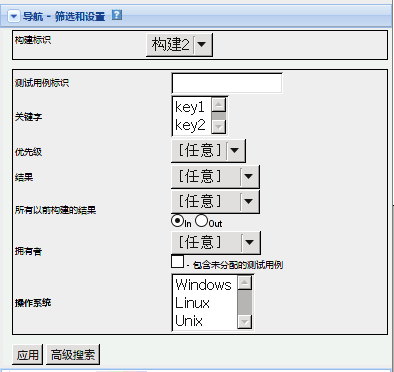 导航 - 筛选和设置 ?
构建标识 构建2
测试用例标识
关键字 key1
key2
优先级 [任意]
结果 [任意]
所有以前构建的结果 [任意]
In Out
拥有者 [任意]
- 包含未分配的测试用例
操作系统 Windows
Linux
Unix
应用 高级搜索